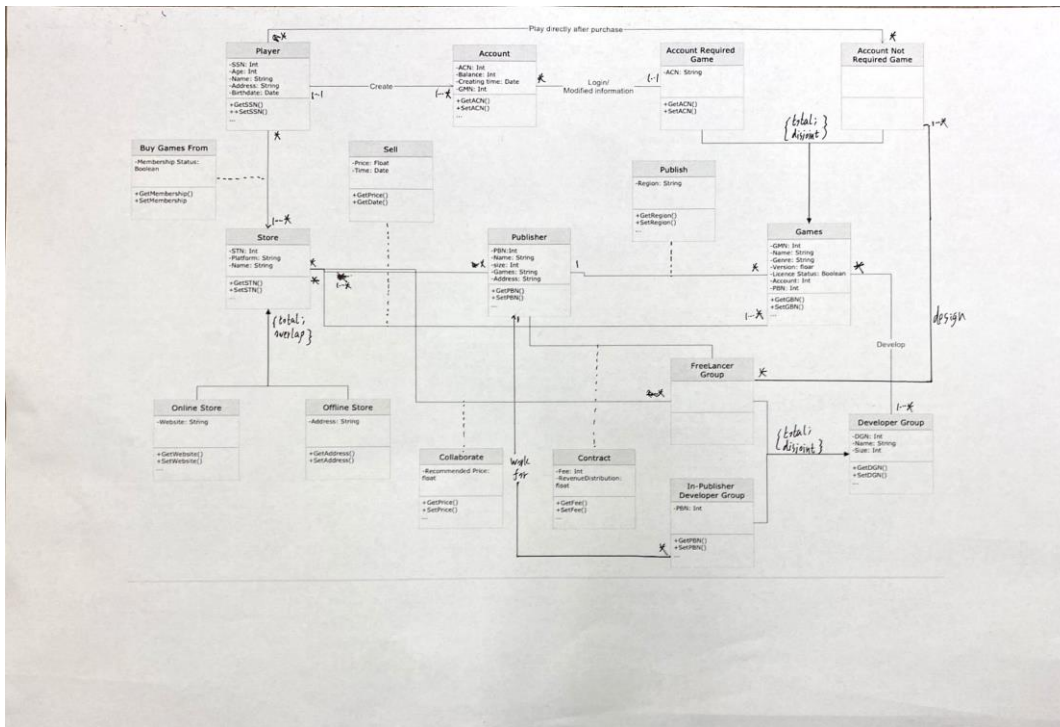 Play directly after purchase
*
*
Player
-SSN: Int
-Age: Int
-Name: String
-Address: String
-Birthdate: Date
+GetSSN()
++SetSSN()
...
1··1
Create
1··*
Account
-ACN: Int
-Balance: Int
-Creating time: Date
-GMN: Int
+GetACN()
+SetACN()
...
*
Login/
Modified information
1··1
Account Required
Game
-ACN: String
+GetACN()
+SetACN()
...
Account Not
Required Game
1··*
{total;
disjoint}
*
Buy Games From
-Membership Status:
Boolean
+GetMembership()
+SetMembership
1··*
Sell
-Price: Float
-Time: Date
+GetPrice()
+GetDate()
Publish
-Region: String
+GetRegion()
+SetRegion()
...
Store
-STN: Int
-Platform: String
-Name: String
+GetSTN()
+SetSTN()
...
*
*
1··*
Publisher
-PBN:Int
-Name: String
-size: Int
-Games: String
-Address: String
+GetPBN()
+SetPBN()
...
1
*
1··*
Games
-GMN: Int
-Name: String
-Genre: String
-Version: float
-Licence Status: Boolean
-Account: Int
-PBN: Int
+GetGBN()
+SetGBN()
...
*
design
{total;
overlap}
Develop
FreeLancer
Group
*
Online Store
-Website: String
+GetWebsite()
+SetWebsite()
...
Offline Store
-Address: String
+GetAddress()
+SetAddress()
...
1··*
Developer Group
-DGN: Int
-Name: String
-Size: Int
+GetDGN()
+SetDGN()
...
{total;
disjoint}
Collaborate
-Recommended Price:
float
+GetPrice()
+SetPrice()
...
work
for
Contract
-Fee: Int
-RevenueDistribution:
float
+GetFee()
+SetFee()
...
In-Publisher
Developer Group
-PBN: Int
+GetPBN()
+SetPBN()
...
*